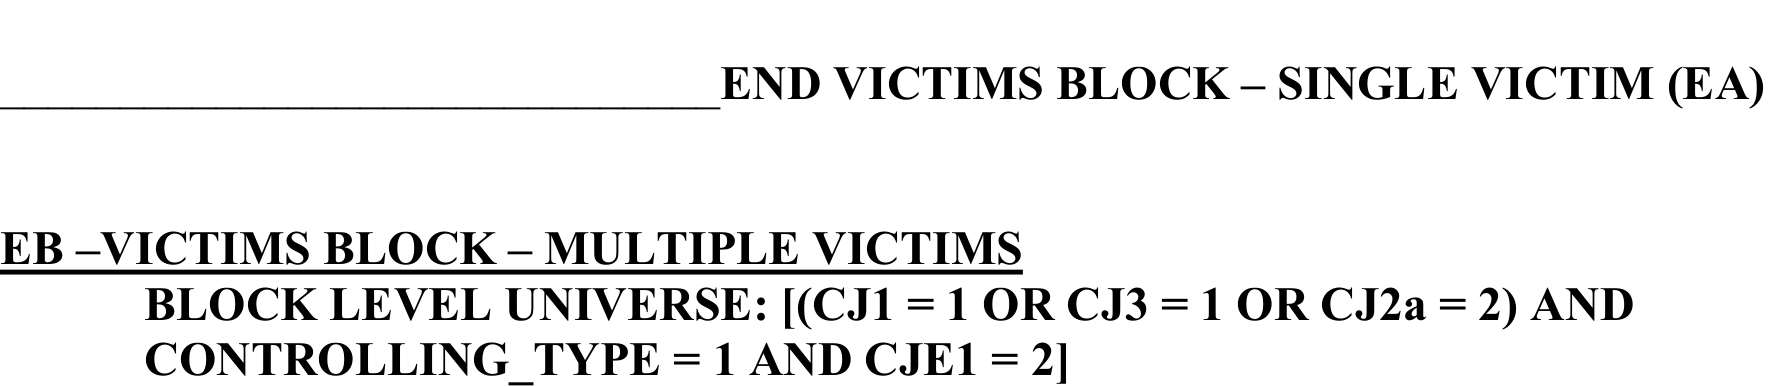 ______________________________END VICTIMS BLOCK – SINGLE VICTIM (EA)
EB –VICTIMS BLOCK – MULTIPLE VICTIMS
BLOCK LEVEL UNIVERSE: [(CJ1 = 1 OR CJ3 = 1 OR CJ2a = 2) AND
CONTROLLING_TYPE = 1 AND CJE1 = 2]